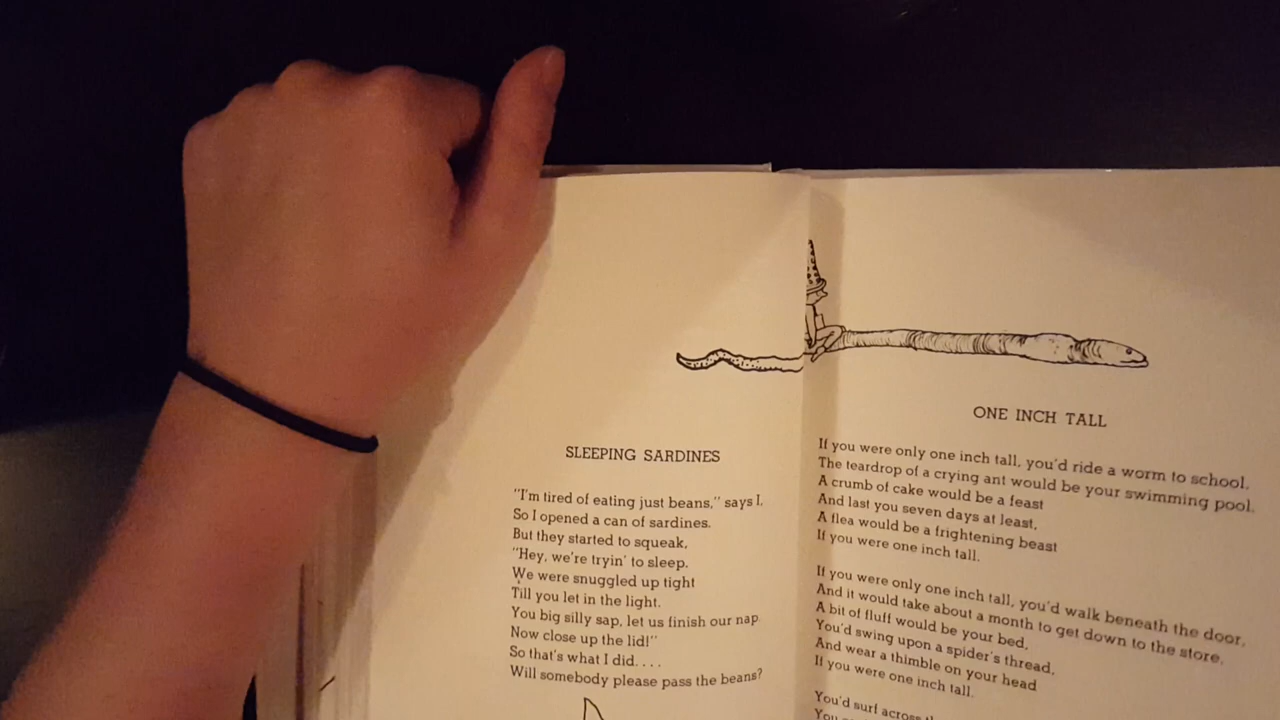 SLEEPING SARDINES
"I'm tired of eating just beans," says I,
So I opened a can of sardines.
But they started to squeak,
"Hey, we're tryin' to sleep.
We were snuggled up tight
Till you let in the light.
You big silly sap, let us finish our nap.
Now close up the lid!"
So that's what I did. . . .
Will somebody please pass the beans?
ONE INCH TALL
If you were only one inch tall, you'd ride a worm to school.
The teardrop of a crying ant would be your swimming pool.
A crumb of cake would be a feast
And last you seven days at least,
A flea would be a frightening beast
If you were one inch tall.
If you were only one inch tall, you'd walk beneath the door,
And it would take about a month to get down to the store.
A bit of fluff would be your bed,
You'd swing upon a spider's thread,
And wear a thimble on your head
If you were one inch tall.
You'd surf across
You